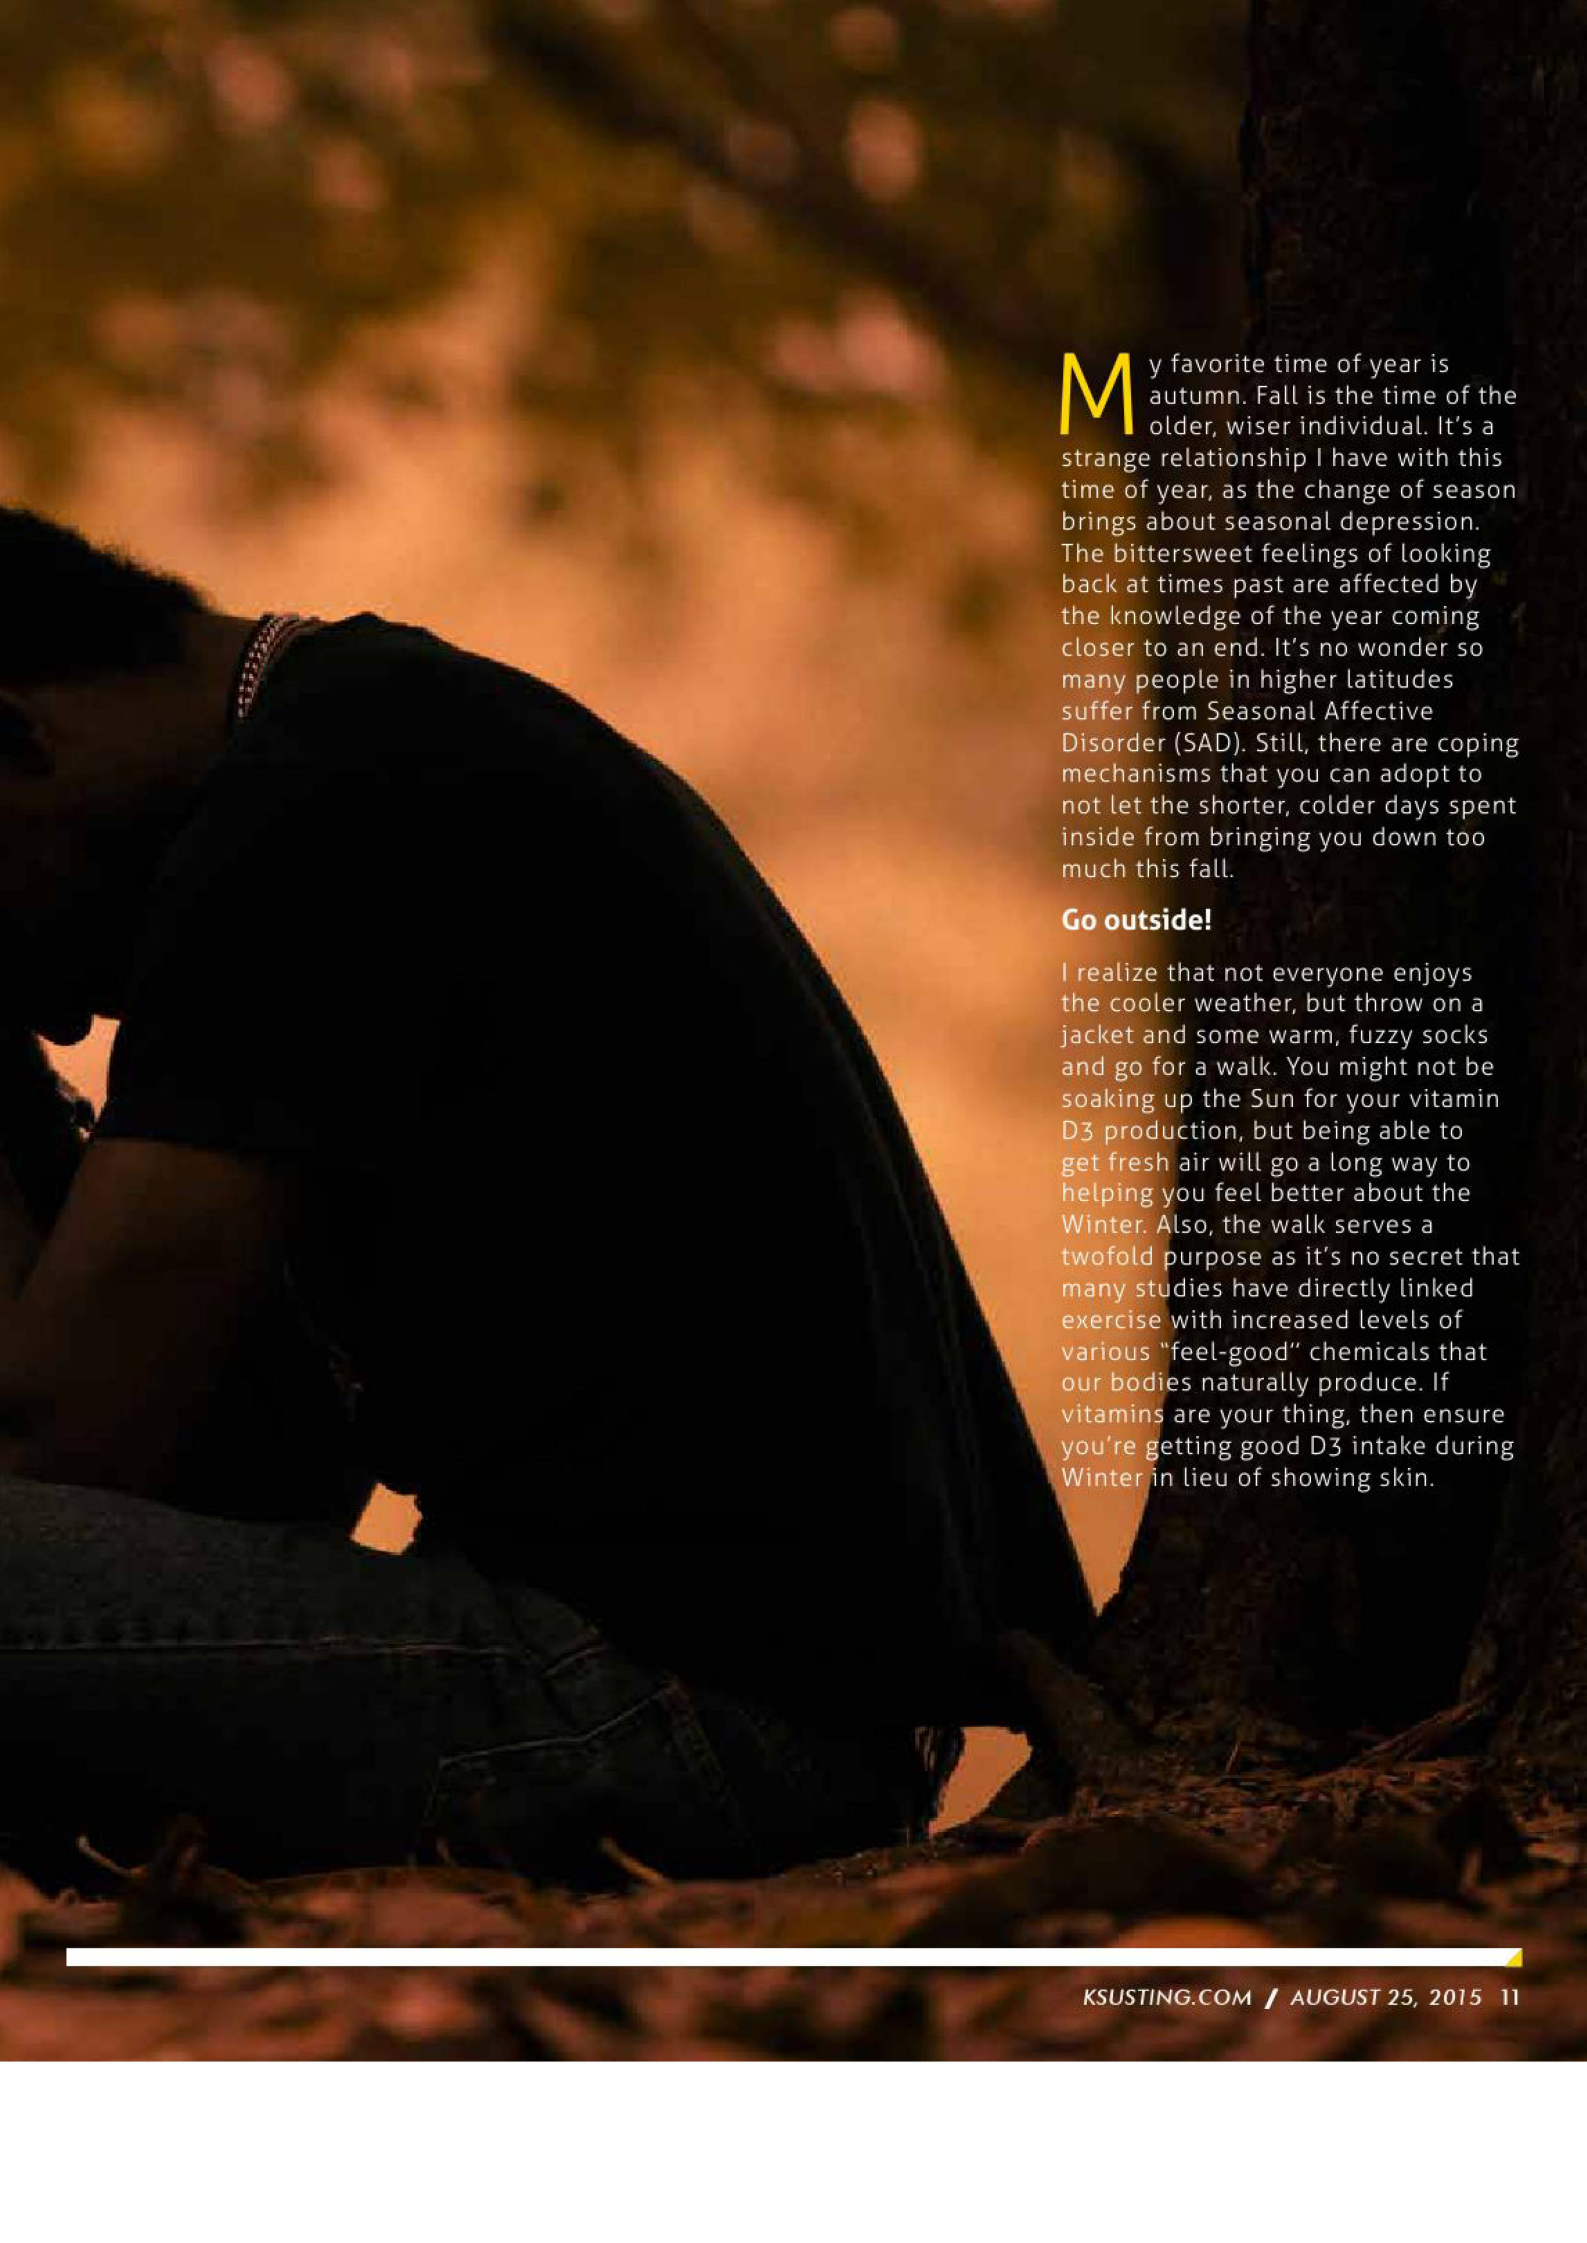 My favorite time of year is
autumn. Fall is the time of the
older, wiser individual. It’s a
strange relationship I have with this
time of year, as the change of season
brings about seasonal depression.
The bittersweet feelings of looking
back at times past are affected by
the knowledge of the year coming
closer to an end. It’s no wonder so
many people in higher latitudes
suffer from Seasonal Affective
Disorder (SAD). Still, there are coping
mechanisms that you can adopt to
not let the shorter, colder days spent
inside from bringing you down too
much this fall.
Go outside!
I realize that not everyone enjoys
the cooler weather, but throw on a
jacket and some warm, fuzzy socks
and go for a walk. You might not be
soaking up the Sun for your vitamin
D3 production, but being able to
get fresh air will go a long way to
helping you feel better about the
Winter. Also, the walk serves a
twofold purpose as it’s no secret that
many studies have directly linked
exercise with increased levels of
various “feel-good” chemicals that
our bodies naturally produce. If
vitamins are your thing, then ensure
you’re getting good D3 intake during
Winter in lieu of showing skin.
KSUSTING.COM / AUGUST 25, 2015 11